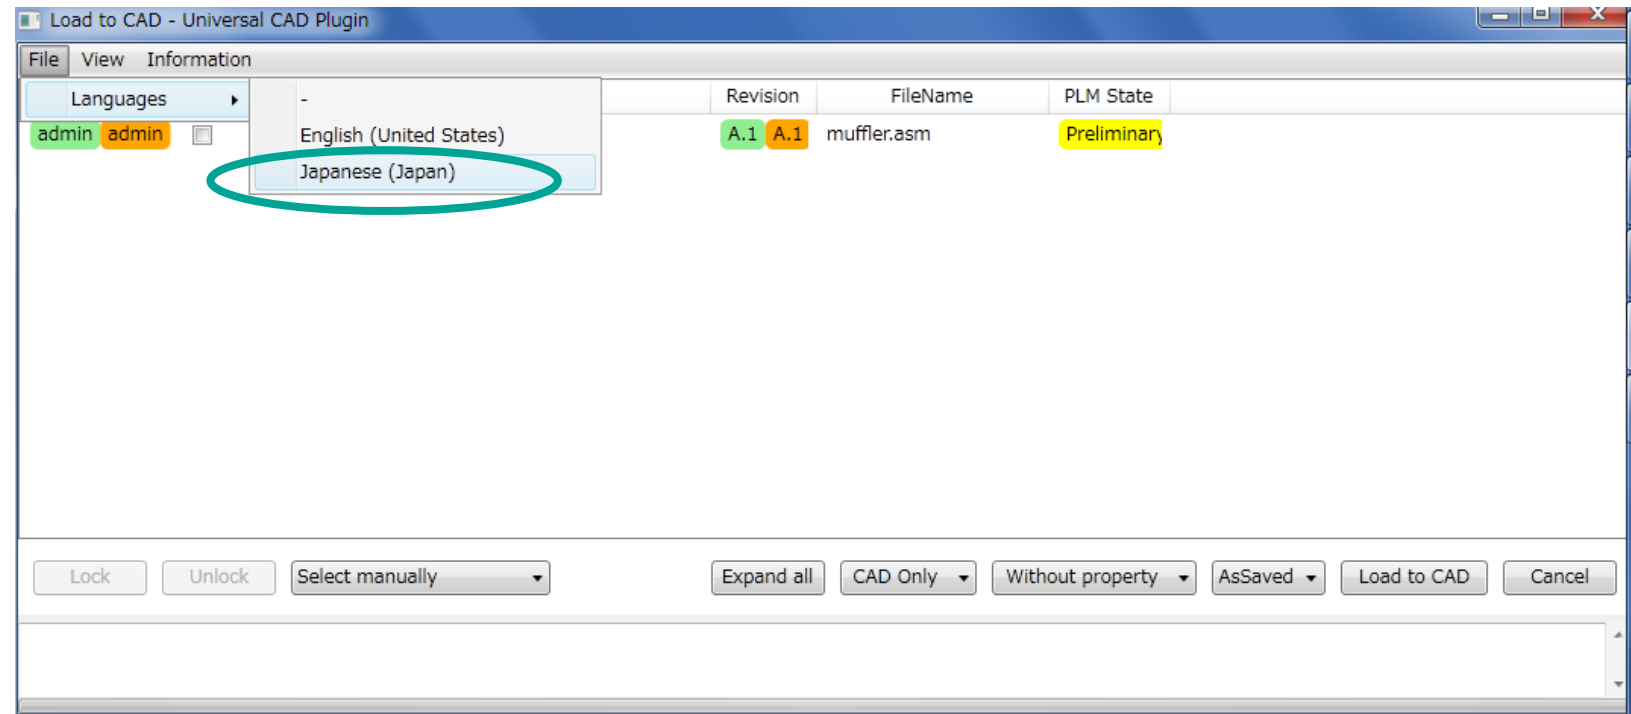 Load to CAD - Universal CAD Plugin
File View Information
Languages -
Revision FileName PLM State
admin admin English (United States) A.1 A.1 muffler.asm Preliminary
Japanese (Japan)
Lock Unlock Select manually Expand all CAD Only Without property AsSaved Load to CAD Cancel